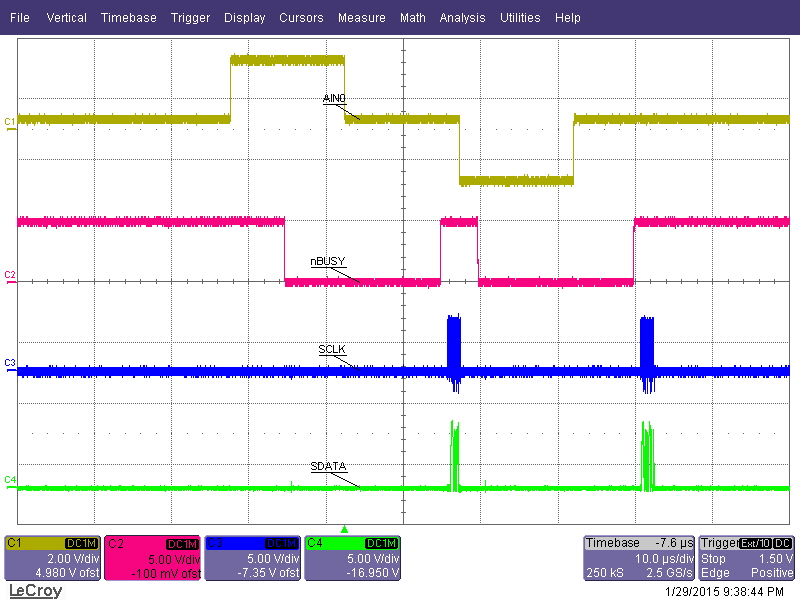 File Vertical Timebase Trigger Display Cursors Measure Math Analysis Utilities Help
C1
AIN0
C2
nBUSY
C3
SCLK
C4
SDATA
C1 DC1M
2.00 V/div
4.980 V ofst
C2 DC1M
5.00 V/div
-100 mV ofst
C3 DC1M
5.00 V/div
-7.35 V ofst
C4 DC1M
5.00 V/div
-16.950 V
Timebase -7.6 µs
10.0 µs/div
250 kS 2.5 GS/s
Trigger Ext/10 DC
Stop 1.50 V
Edge Positive
LeCroy
1/29/2015 9:38:44 PM